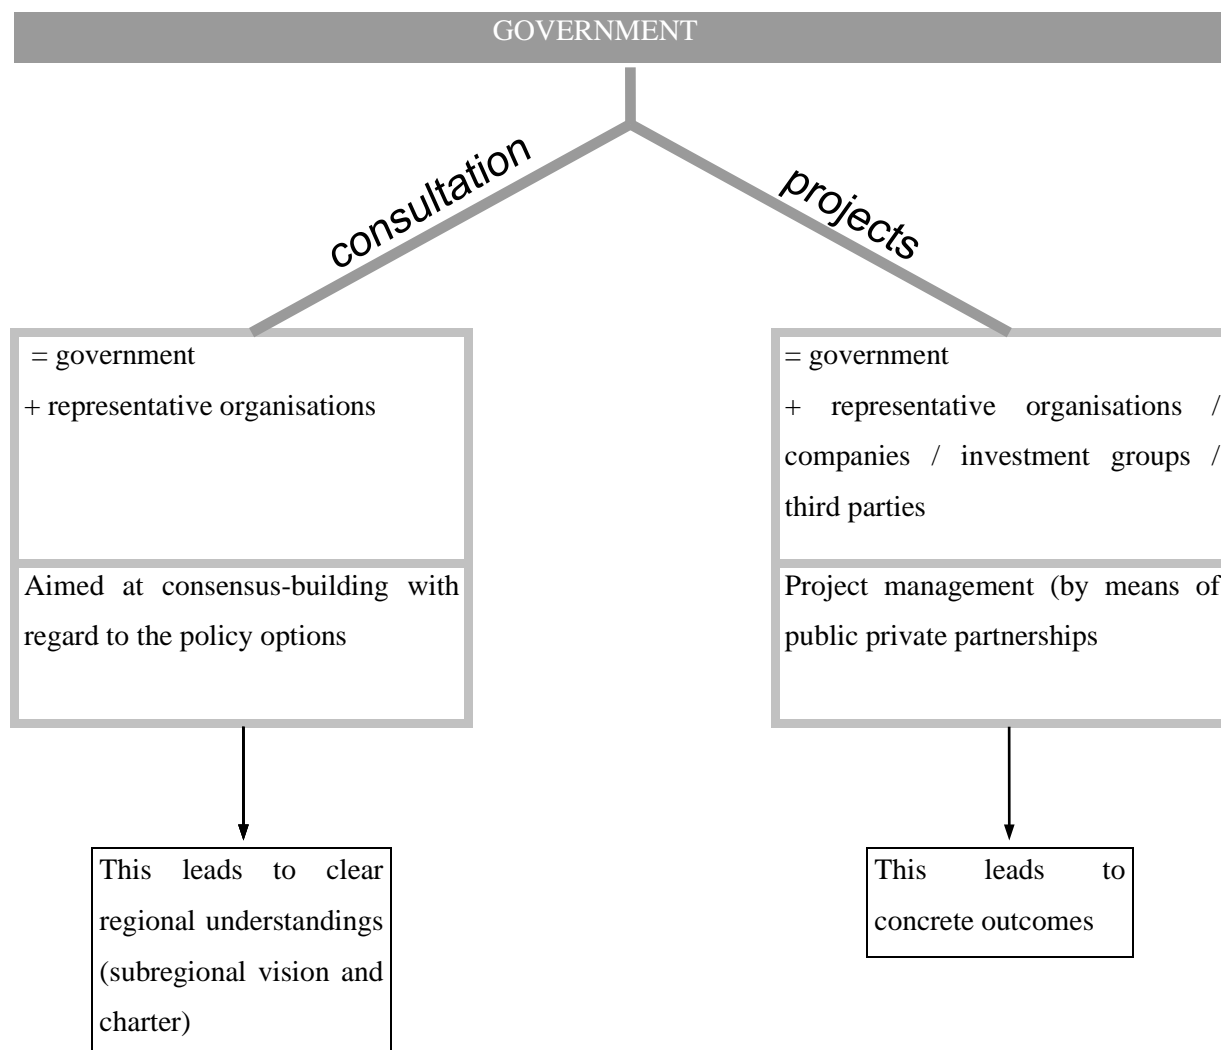 GOVERNMENT
consultation
projects
= government
+ representative organisations
Aimed at consensus-building with
regard to the policy options
This leads to clear
regional understandings
(subregional vision and
charter)
= government
+ representative organisations /
companies / investment groups /
third parties
Project management (by means of
public private partnerships
This leads to
concrete outcomes